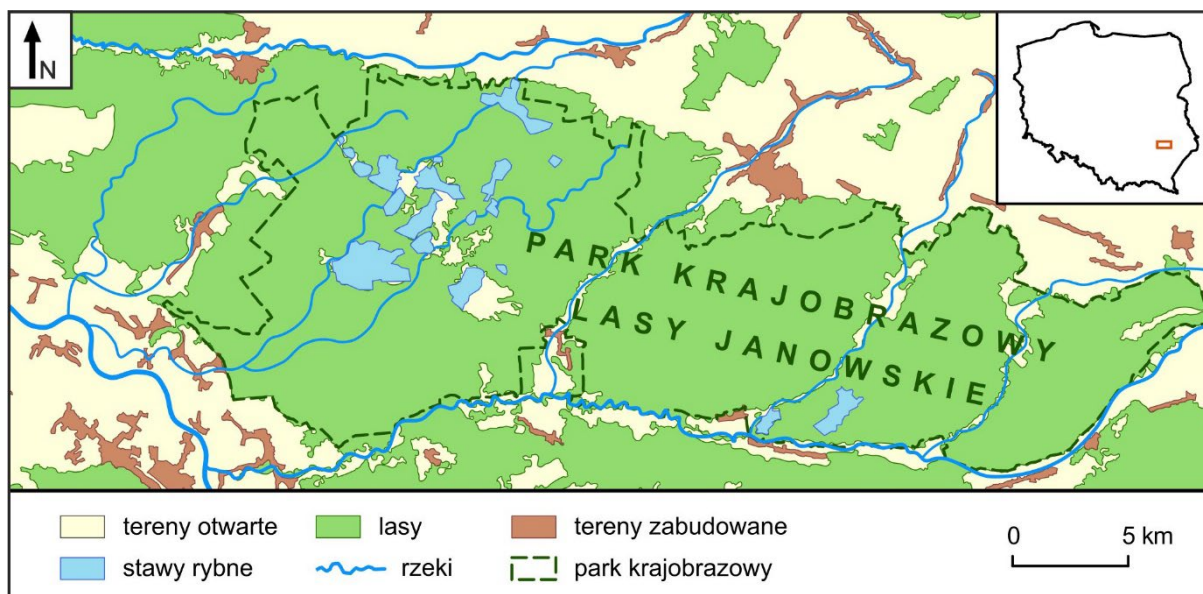 N
PARK KRAJOBRAZOWY
LASY JANOWSKIE
tereny otwarte
lasy
tereny zabudowane
stawy rybne
rzeki
park krajobrazowy
0 5 km